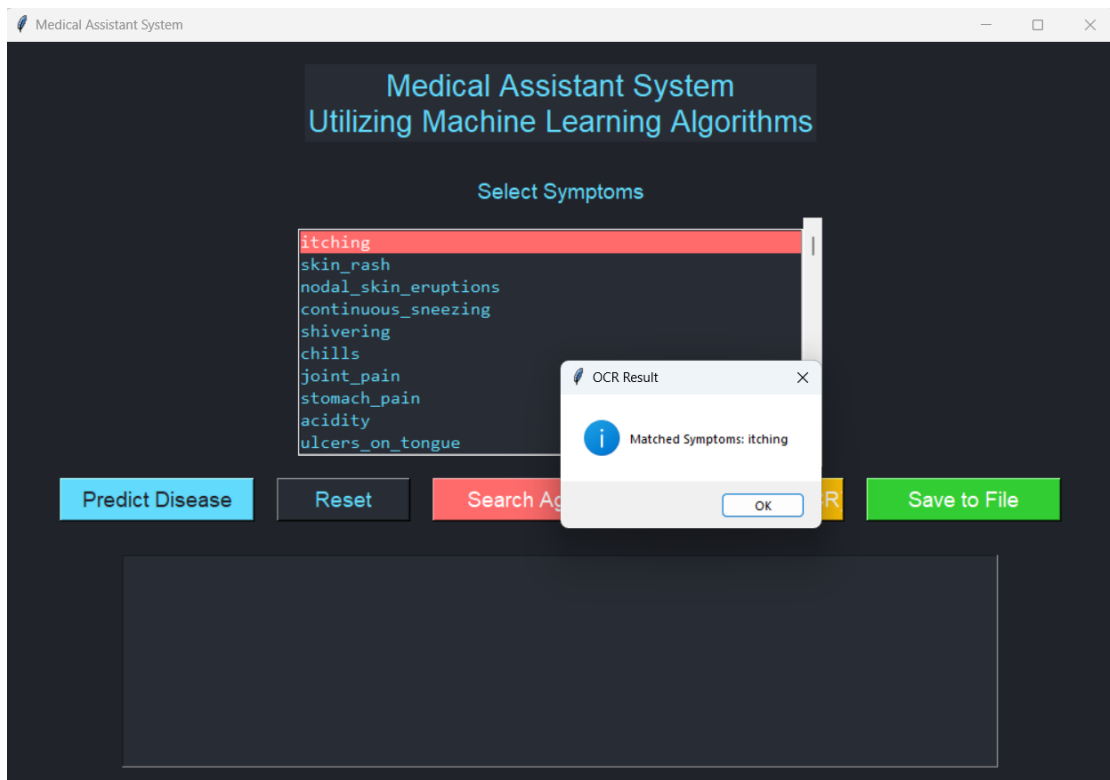 Medical Assistant System
Medical Assistant System
Utilizing Machine Learning Algorithms
Select Symptoms
itching
skin_rash
nodal_skin_eruptions
continuous_sneezing
shivering
chills
joint_pain
stomach_pain
acidity
ulcers_on_tongue
OCR Result
Matched Symptoms: itching
OK
Predict Disease
Reset
Search
Save to File